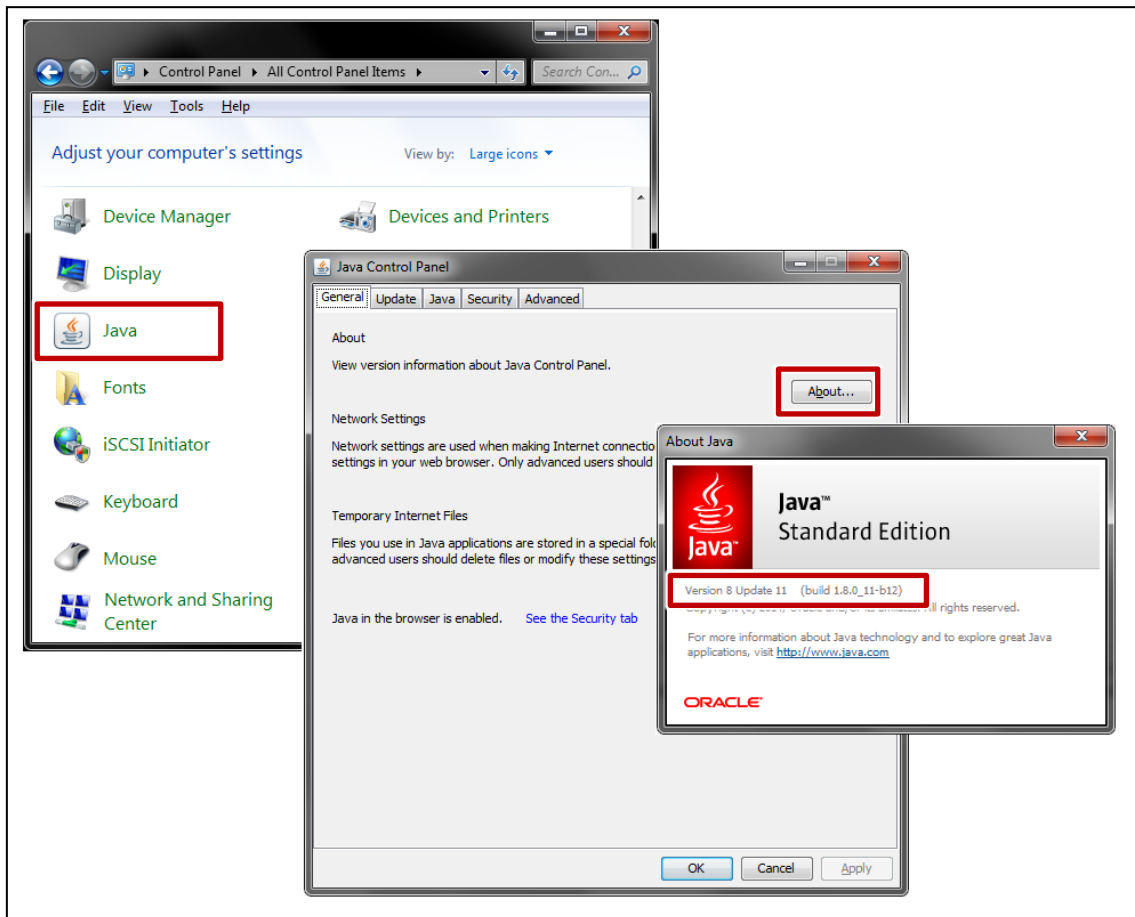 Control Panel All Control Panel Items Search Con...
File Edit View Tools Help
Adjust your computer's settings View by: Large icons
Device Manager Devices and Printers
Display
Java
Fonts
iSCSI Initiator
Keyboard
Mouse
Network and Sharing
Center
Java Control Panel
General Update Java Security Advanced
About
View version information about Java Control Panel.
About...
Network Settings
Network settings are used when making Internet connectio
settings in your web browser. Only advanced users should
Temporary Internet Files
Files you use in Java applications are stored in a special fol
advanced users should delete files or modify these settings
Java in the browser is enabled. See the Security tab
OK Cancel Apply
About Java
Java
Java™
Standard Edition
Version 8 Update 11 (build 1.8.0_11-b12)
rights reserved.
For more information about Java technology and to explore great Java
applications, visit http://www.java.com
ORACLE